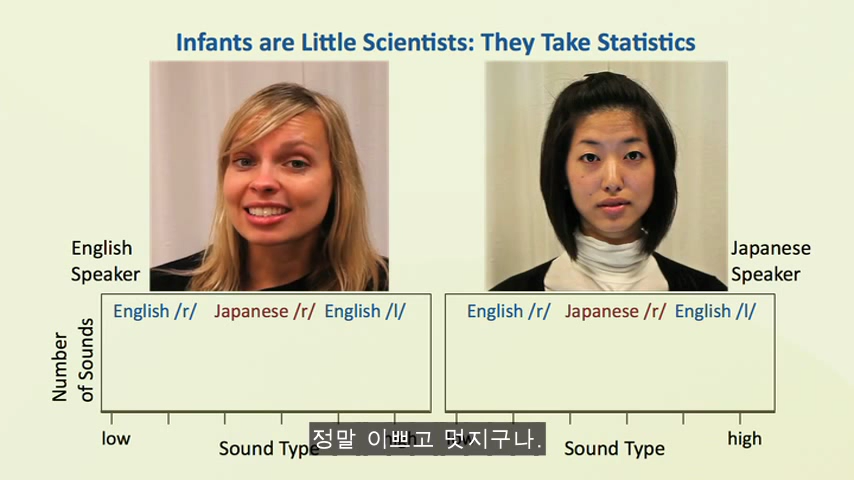 Infants are Little Scientists: They Take Statistics
English
Speaker
Japanese
Speaker
English /r/ Japanese /r/ English /l/
English /r/ Japanese /r/ English /l/
Number
of Sounds
low
high
Sound Type
Sound Type
정말 이쁘고 멋지구나.